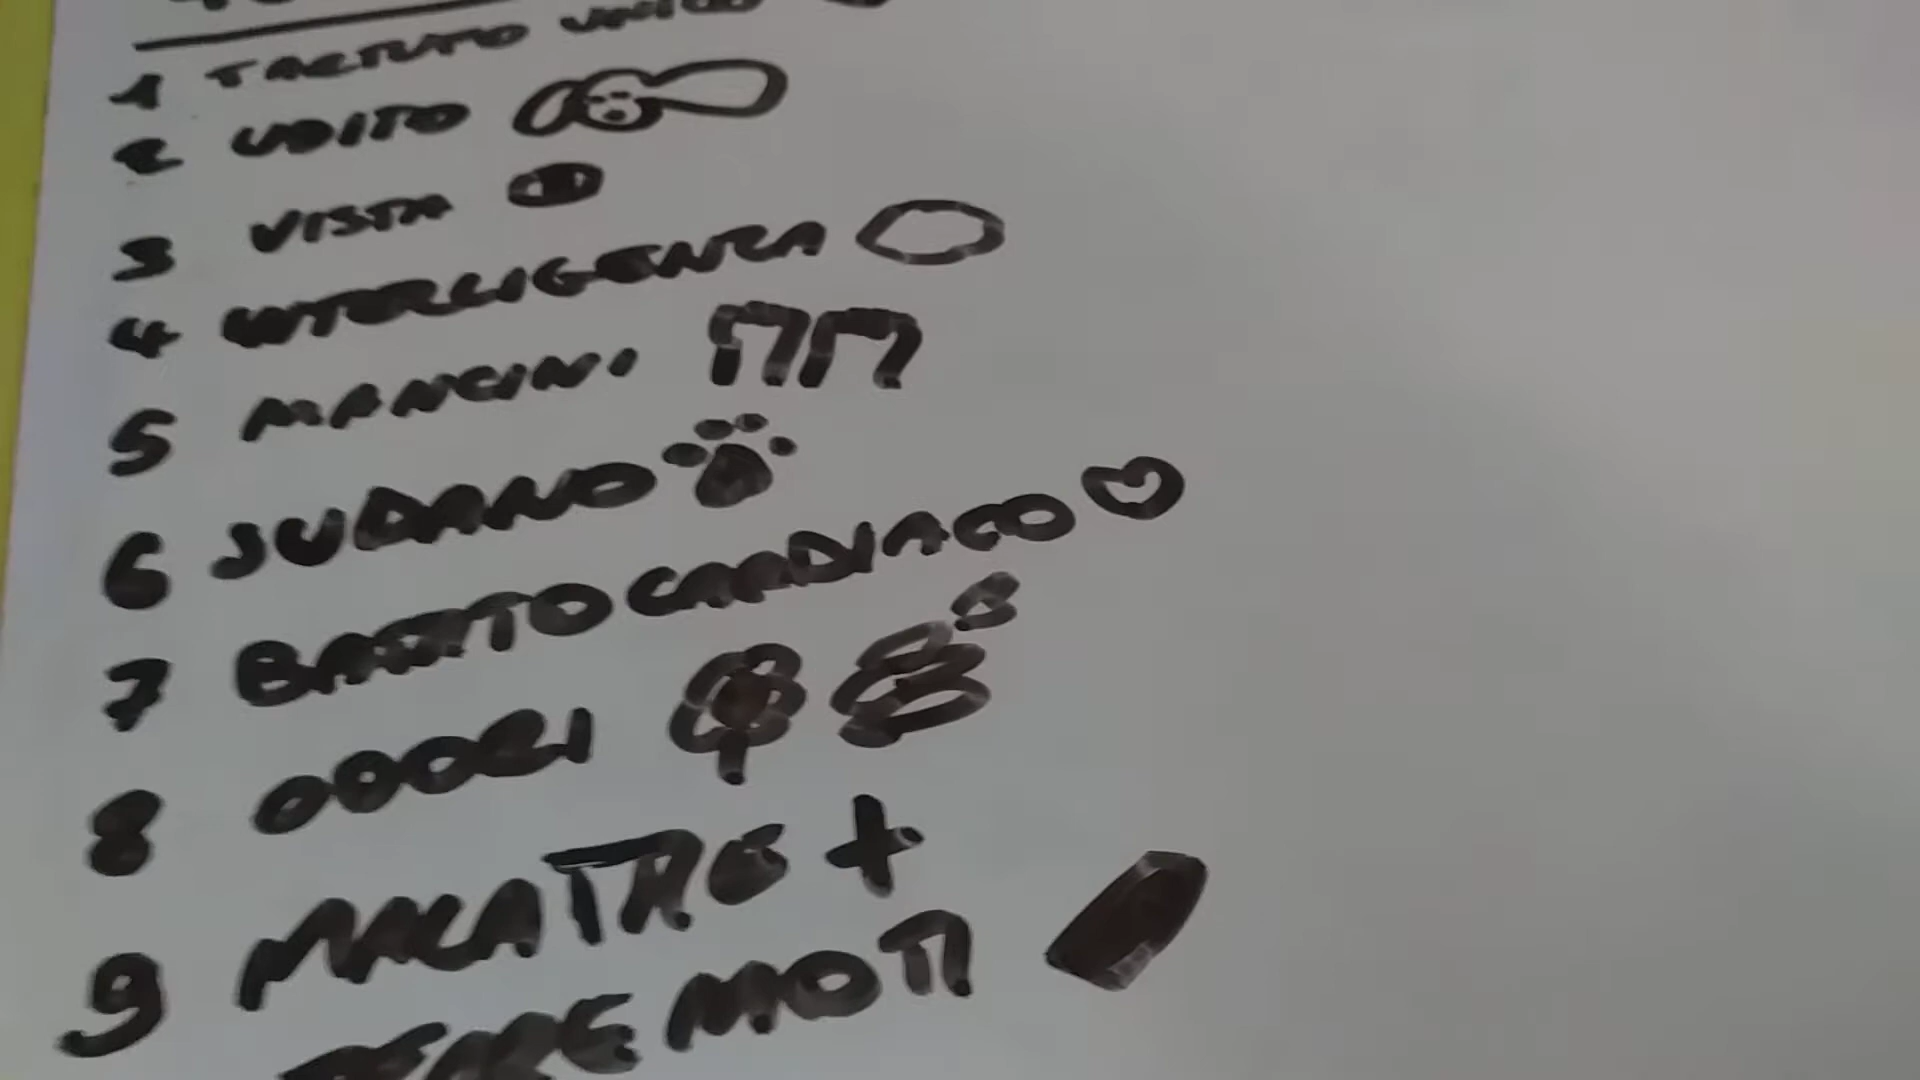 1 TARTUFO
2 UDITO
3 VISTA
4 INTELLIGENZA
5 MANCINI
6 SUDANO
7 BATTITO CARDIACO
8 ODORI
9 MALATTIE +
TERREMOTI